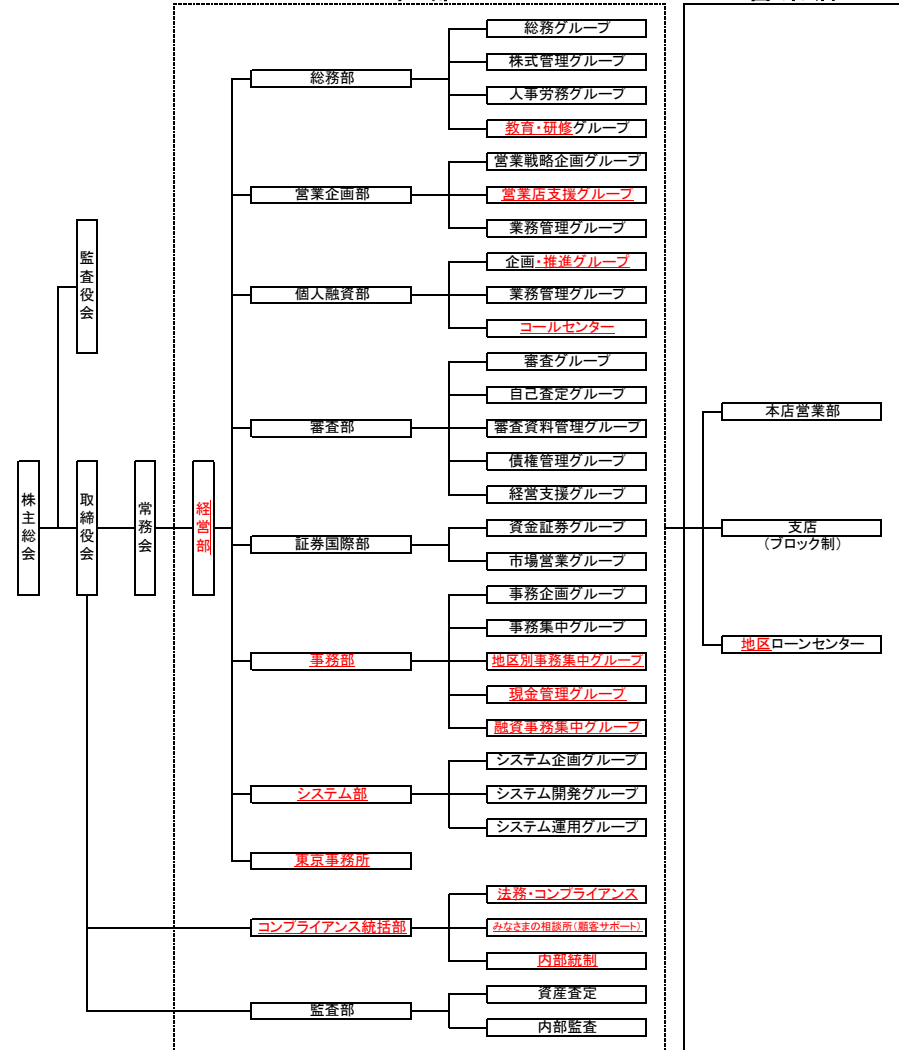 総務グループ
株式管理グループ
総務部
人事労務グループ
教育・研修グループ
営業戦略企画グループ
営業企画部
営業店支援グループ
業務管理グループ
監査役会
企画・推進グループ
個人融資部
業務管理グループ
コールセンター
審査グループ
自己査定グループ
審査部
審査資料管理グループ
債権管理グループ
経営支援グループ
本店営業部
株主総会
取締役会
常務会
経営部
資金証券グループ
証券国際部
市場営業グループ
支店
(ブロック制)
事務企画グループ
事務集中グループ
事務部
地区別事務集中グループ
現金管理グループ
融資事務集中グループ
地区ローンセンター
システム企画グループ
システム部
システム開発グループ
システム運用グループ
東京事務所
法務・コンプライアンス
コンプライアンス統括部
みなさまの相談所(顧客サポート)
内部統制
資産査定
監査部
内部監査